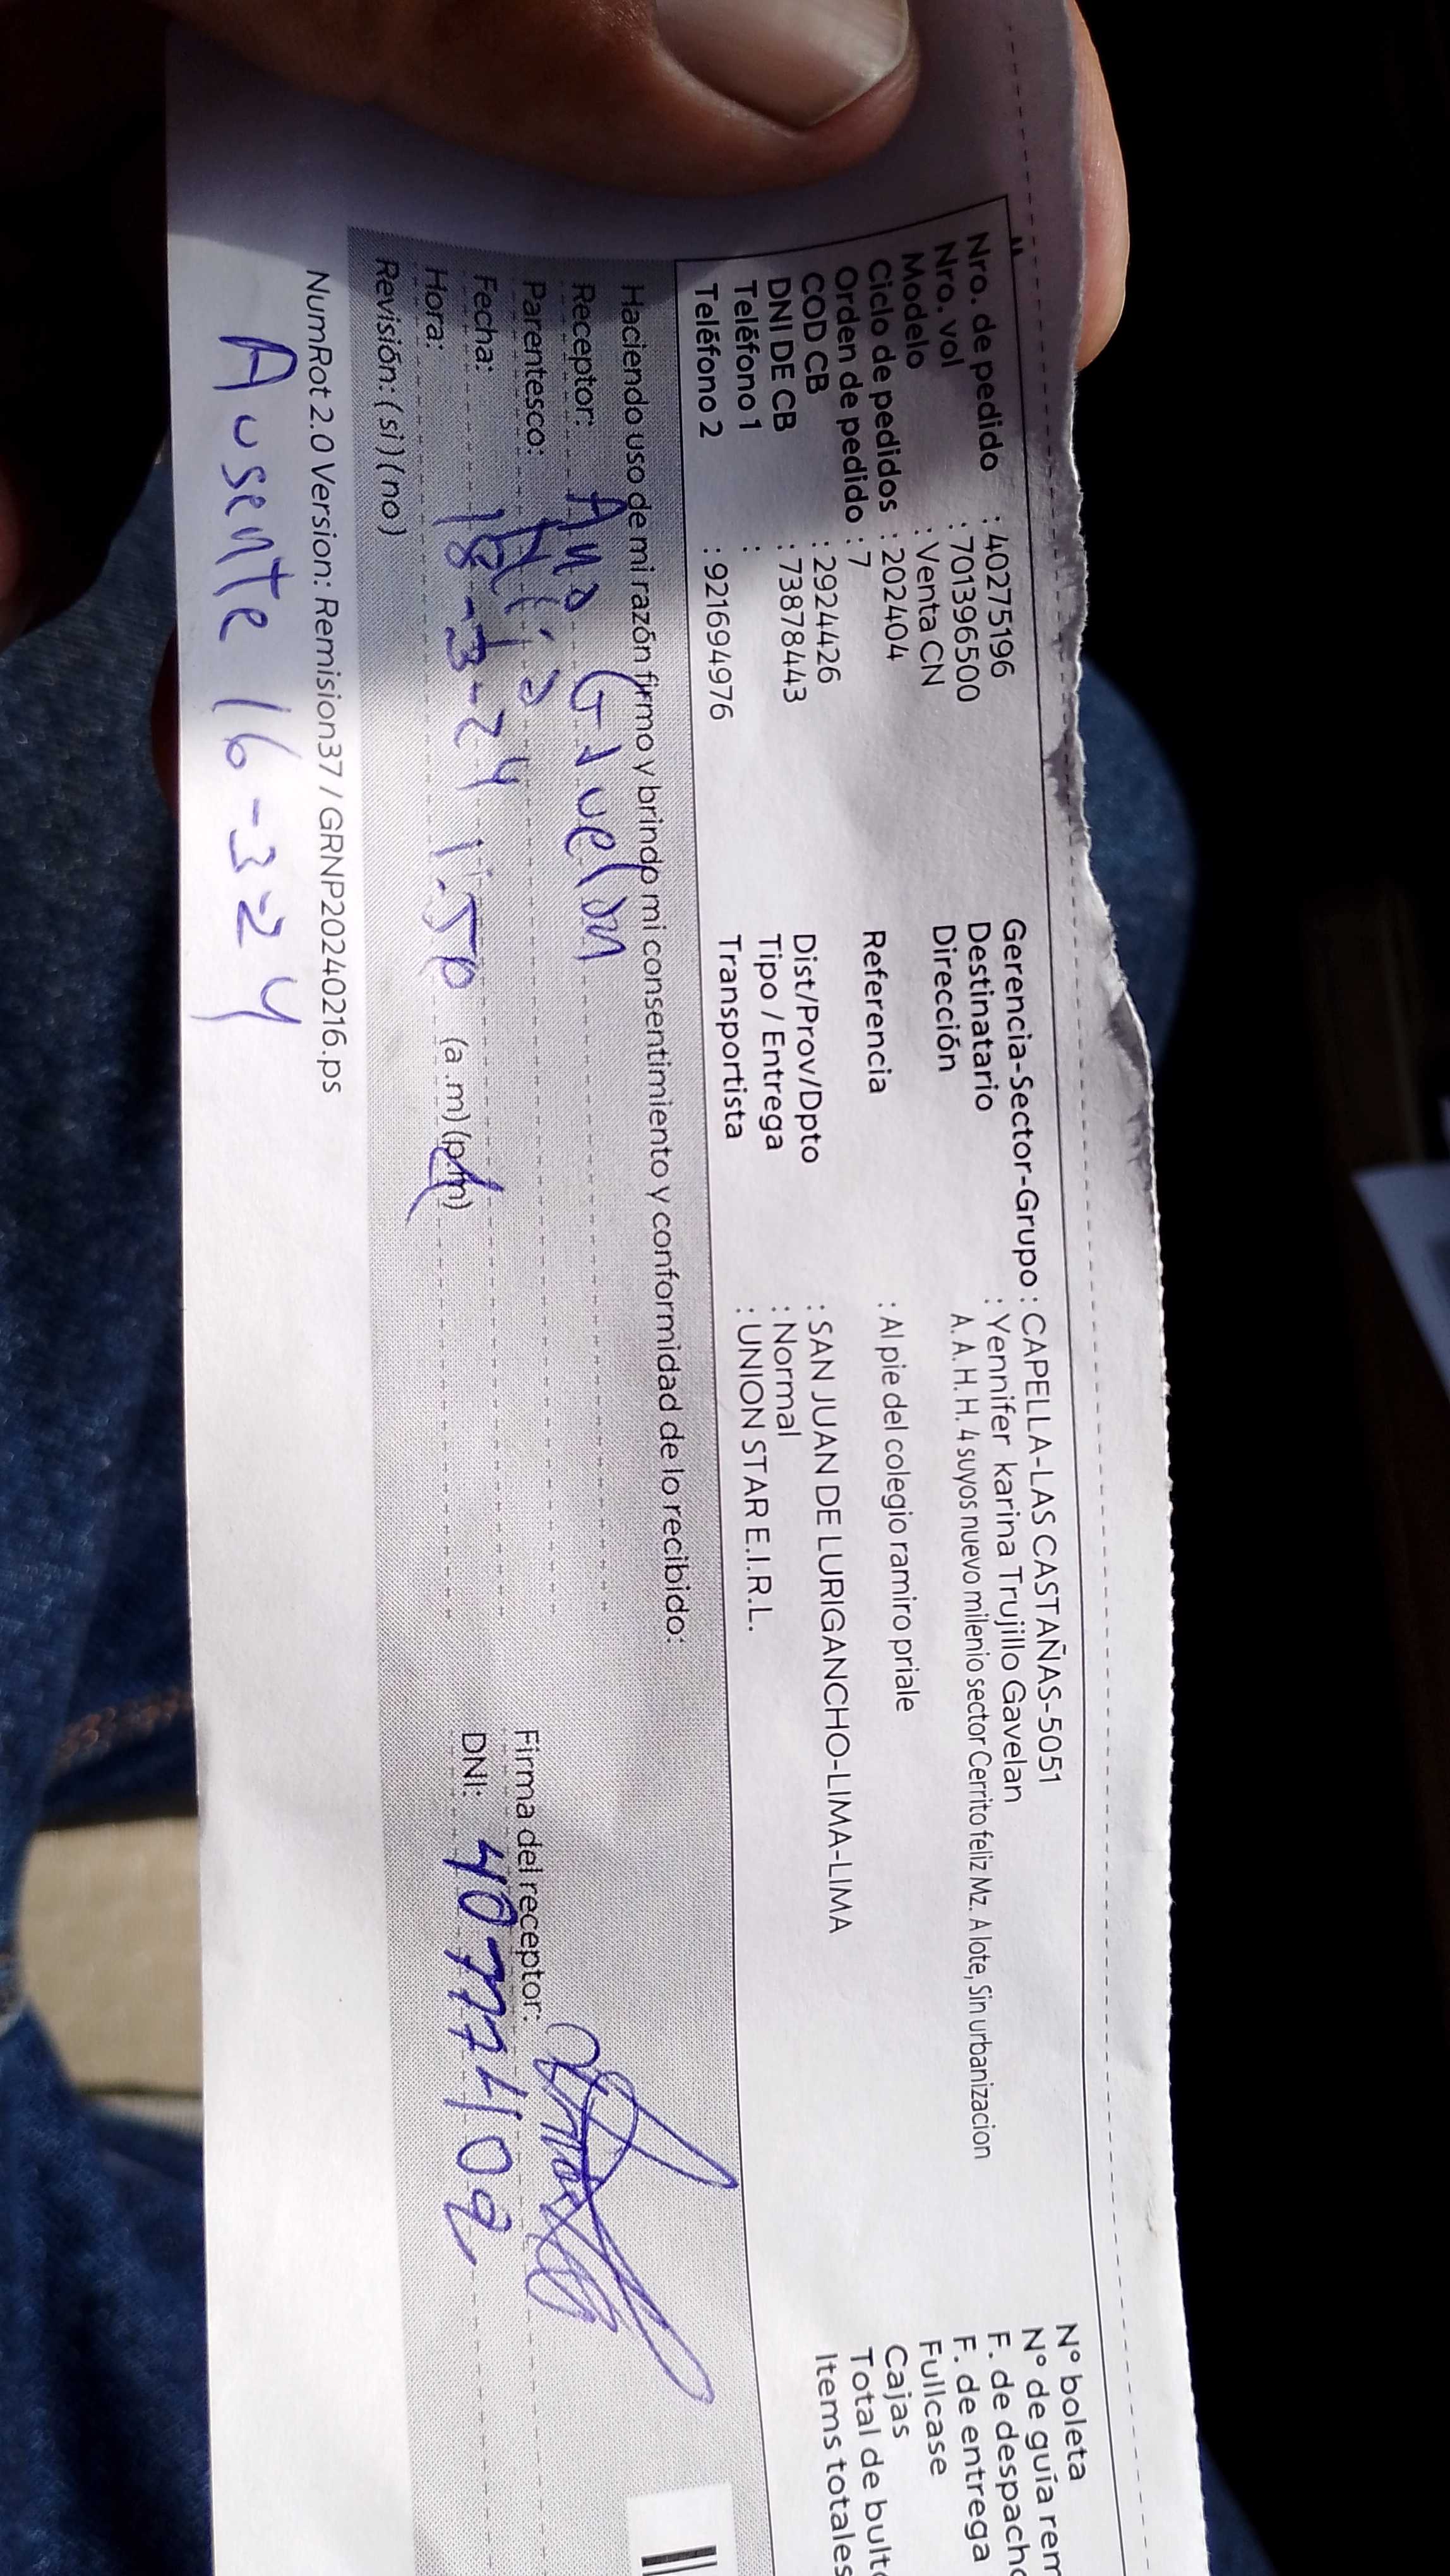 Nro. de pedido : 40275196
Nro. vol : 701396500
Modelo : Venta CN
Ciclo de pedidos : 202404
Orden de pedido : 7
COD CB : 2924426
DNI DE CB : 73878443
Teléfono 1 :
Teléfono 2 : 921694976
Gerencia-Sector-Grupo : CAPELLA-LAS CASTAÑAS-5051
Destinatario : Yennifer karina Trujillo Gavelan
Dirección A. A. H. H. 4 suyos nuevo milenio sector Cerrito feliz Mz. A lote, Sin urbanizacion
Referencia : Al pie del colegio ramiro priale
Dist/Prov/Dpto : SAN JUAN DE LURIGANCHO-LIMA-LIMA
Tipo / Entrega : Normal
Transportista : UNION STAR E.I.R.L.
N° boleta
N° de guía rem
F. de despacho
F. de entrega
Fullcase
Cajas
Total de bulto
Items totales
Haciendo uso de mi razón firmo y brindo mi consentimiento y conformidad de lo recibido:
Receptor: Ana Gavelan
Parentesco:
Fecha: 18-3-24
Hora: 1.50 (a.m)(p.m)
Revisión: (si) (no)
Firma del receptor:
DNI: 40777402
NumRot 2.0 Version: Remision37 / GRNP20240216.ps
Ausente 16-3-24